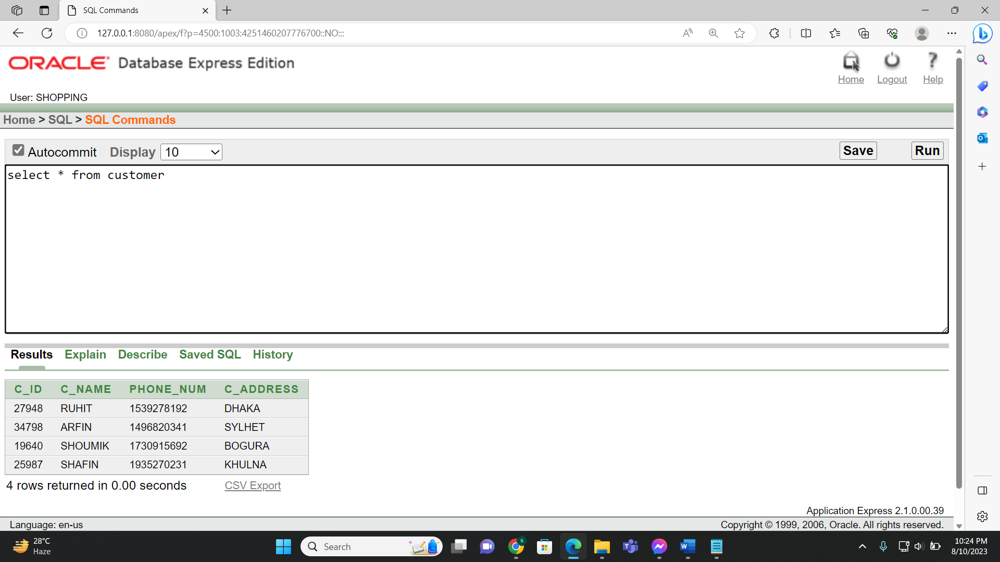 SQL Commands
127.0.0.1:8080/apex/f?p=4500:1003:4251460207776700::NO:::
ORACLE Database Express Edition
Home Logout Help
User: SHOPPING
Home > SQL > SQL Commands
Autocommit Display 10 Save Run
select * from customer
Results Explain Describe Saved SQL History
C_ID C_NAME PHONE_NUM C_ADDRESS
27948 RUHIT 1539278192 DHAKA
34798 ARFIN 1496820341 SYLHET
19640 SHOUMIK 1730915692 BOGURA
25987 SHAFIN 1935270231 KHULNA
4 rows returned in 0.00 seconds CSV Export
Application Express 2.1.0.00.39
Language: en-us Copyright © 1999, 2006, Oracle. All rights reserved.
28°C
Haze
Search
10:24 PM
8/10/2023